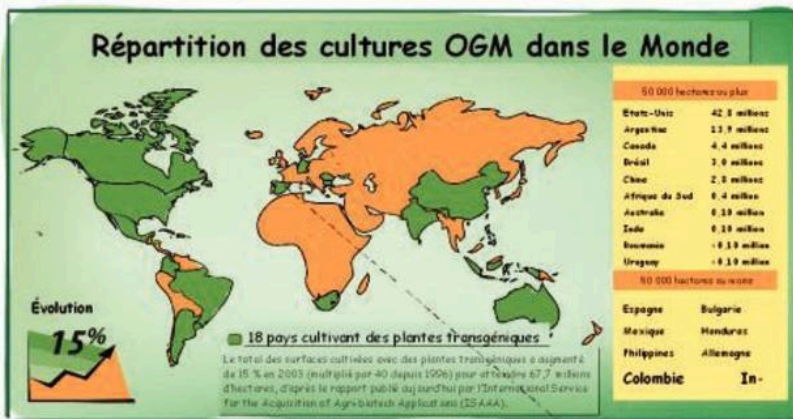 Répartition des cultures OGM dans le Monde
50 000 hectares ou plus
Etats-Unis 42,8 millions
Argentine 13,9 millions
Canada 4,4 millions
Brésil 3,0 millions
Chine 2,8 millions
Afrique du Sud 0,4 million
Australie 0,10 million
Inde 0,10 million
Roumanie -0,10 million
Uruguay -0,10 million
50 000 hectares ou moins
Espagne Bulgarie
Mexique Honduras
Philippines Allemagne
Colombie In-
Évolution
15%
18 pays cultivant des plantes transgéniques
Le total des surfaces cultivées avec des plantes transgéniques a augmenté
de 15 % en 2003 (multiplié par 40 depuis 1996) pour atteindre 67,7 millions
d'hectares, d'après le rapport publié aujourd'hui par l'International Service
for the Acquisition of Agri-biotech Applications (ISAAA).